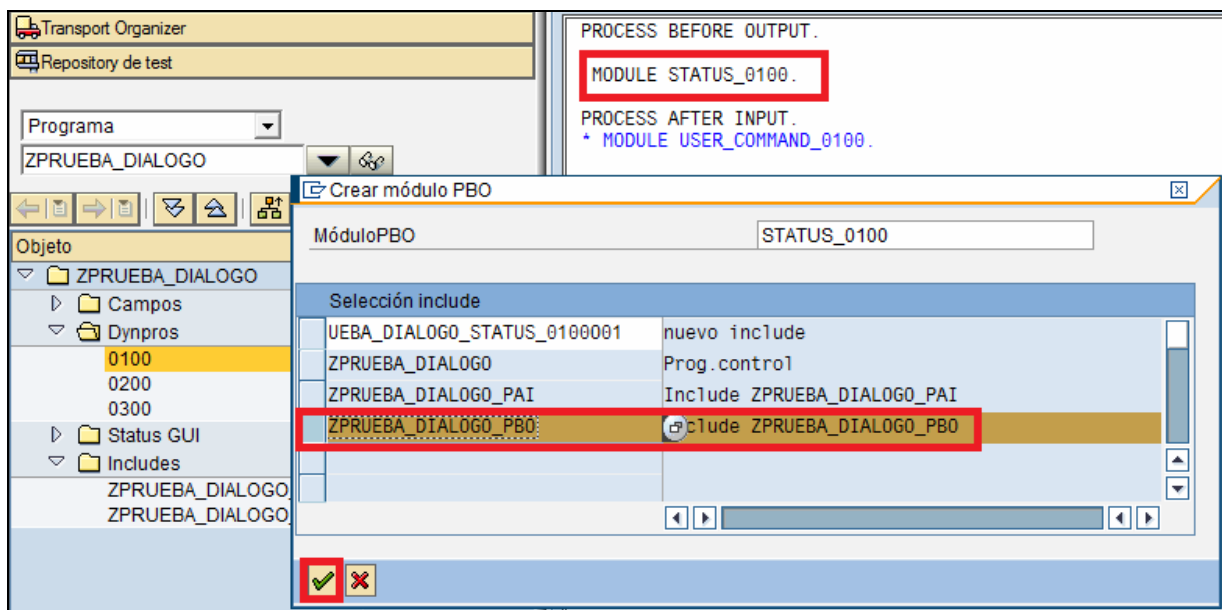 Transport Organizer
Repository de test
Programa
ZPRUEBA_DIALOGO
Objeto
ZPRUEBA_DIALOGO
Campos
Dynpros
0100
0200
0300
Status GUI
Includes
ZPRUEBA_DIALOGO_
ZPRUEBA_DIALOGO_
PROCESS BEFORE OUTPUT.
MODULE STATUS_0100.
PROCESS AFTER INPUT.
* MODULE USER_COMMAND_0100.
Crear módulo PBO
MóduloPBO STATUS_0100
Selección include
UEBA_DIALOGO_STATUS_0100001 nuevo include
ZPRUEBA_DIALOGO Prog.control
ZPRUEBA_DIALOGO_PAI Include ZPRUEBA_DIALOGO_PAI
ZPRUEBA_DIALOGO_PBO clude ZPRUEBA_DIALOGO_PBO